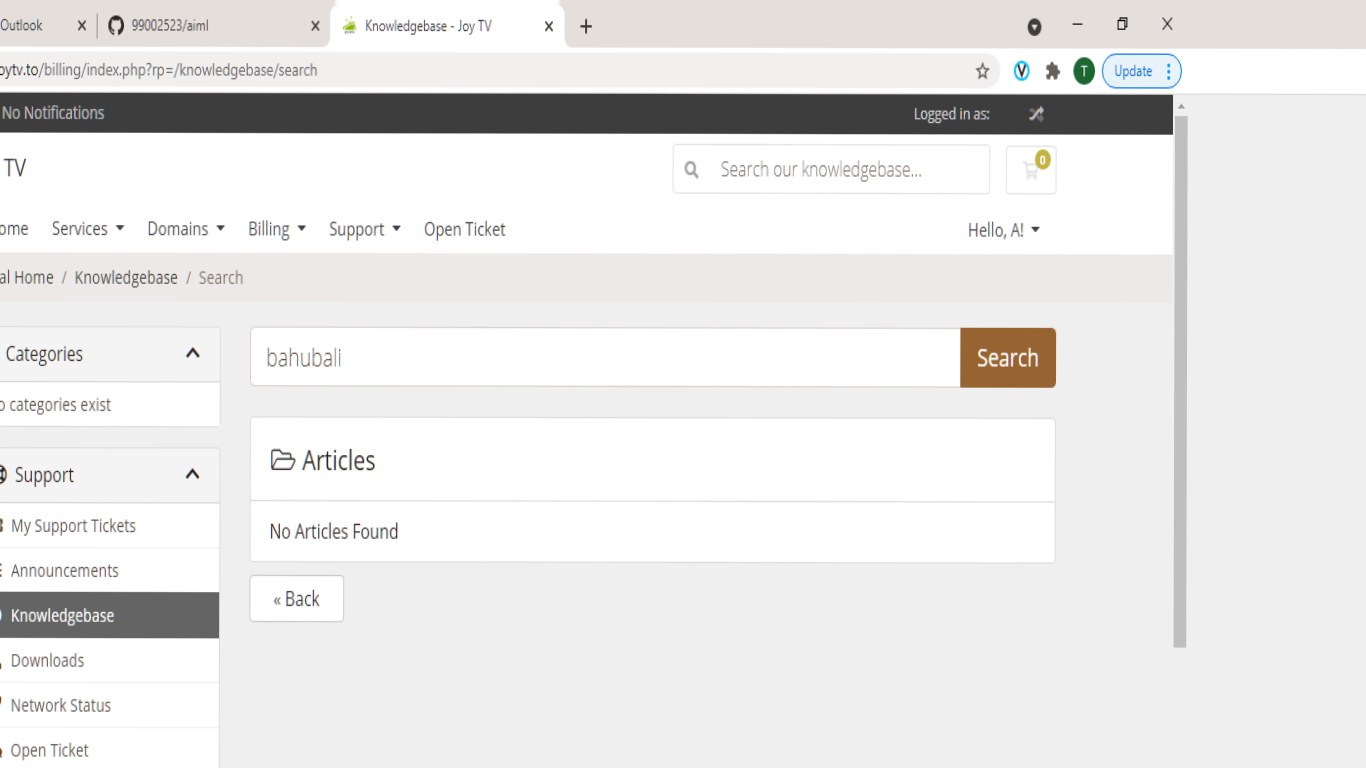 Outlook 99002523/aiml Knowledgebase - Joy TV
oytv.to/billing/index.php?rp=/knowledgebase/search Update
No Notifications Logged in as:
TV Search our knowledgebase... 0
ome Services Domains Billing Support Open Ticket Hello, A!
al Home / Knowledgebase / Search
Categories
o categories exist
Support
My Support Tickets
Announcements
Knowledgebase
Downloads
Network Status
Open Ticket
bahubali Search
Articles
No Articles Found
« Back